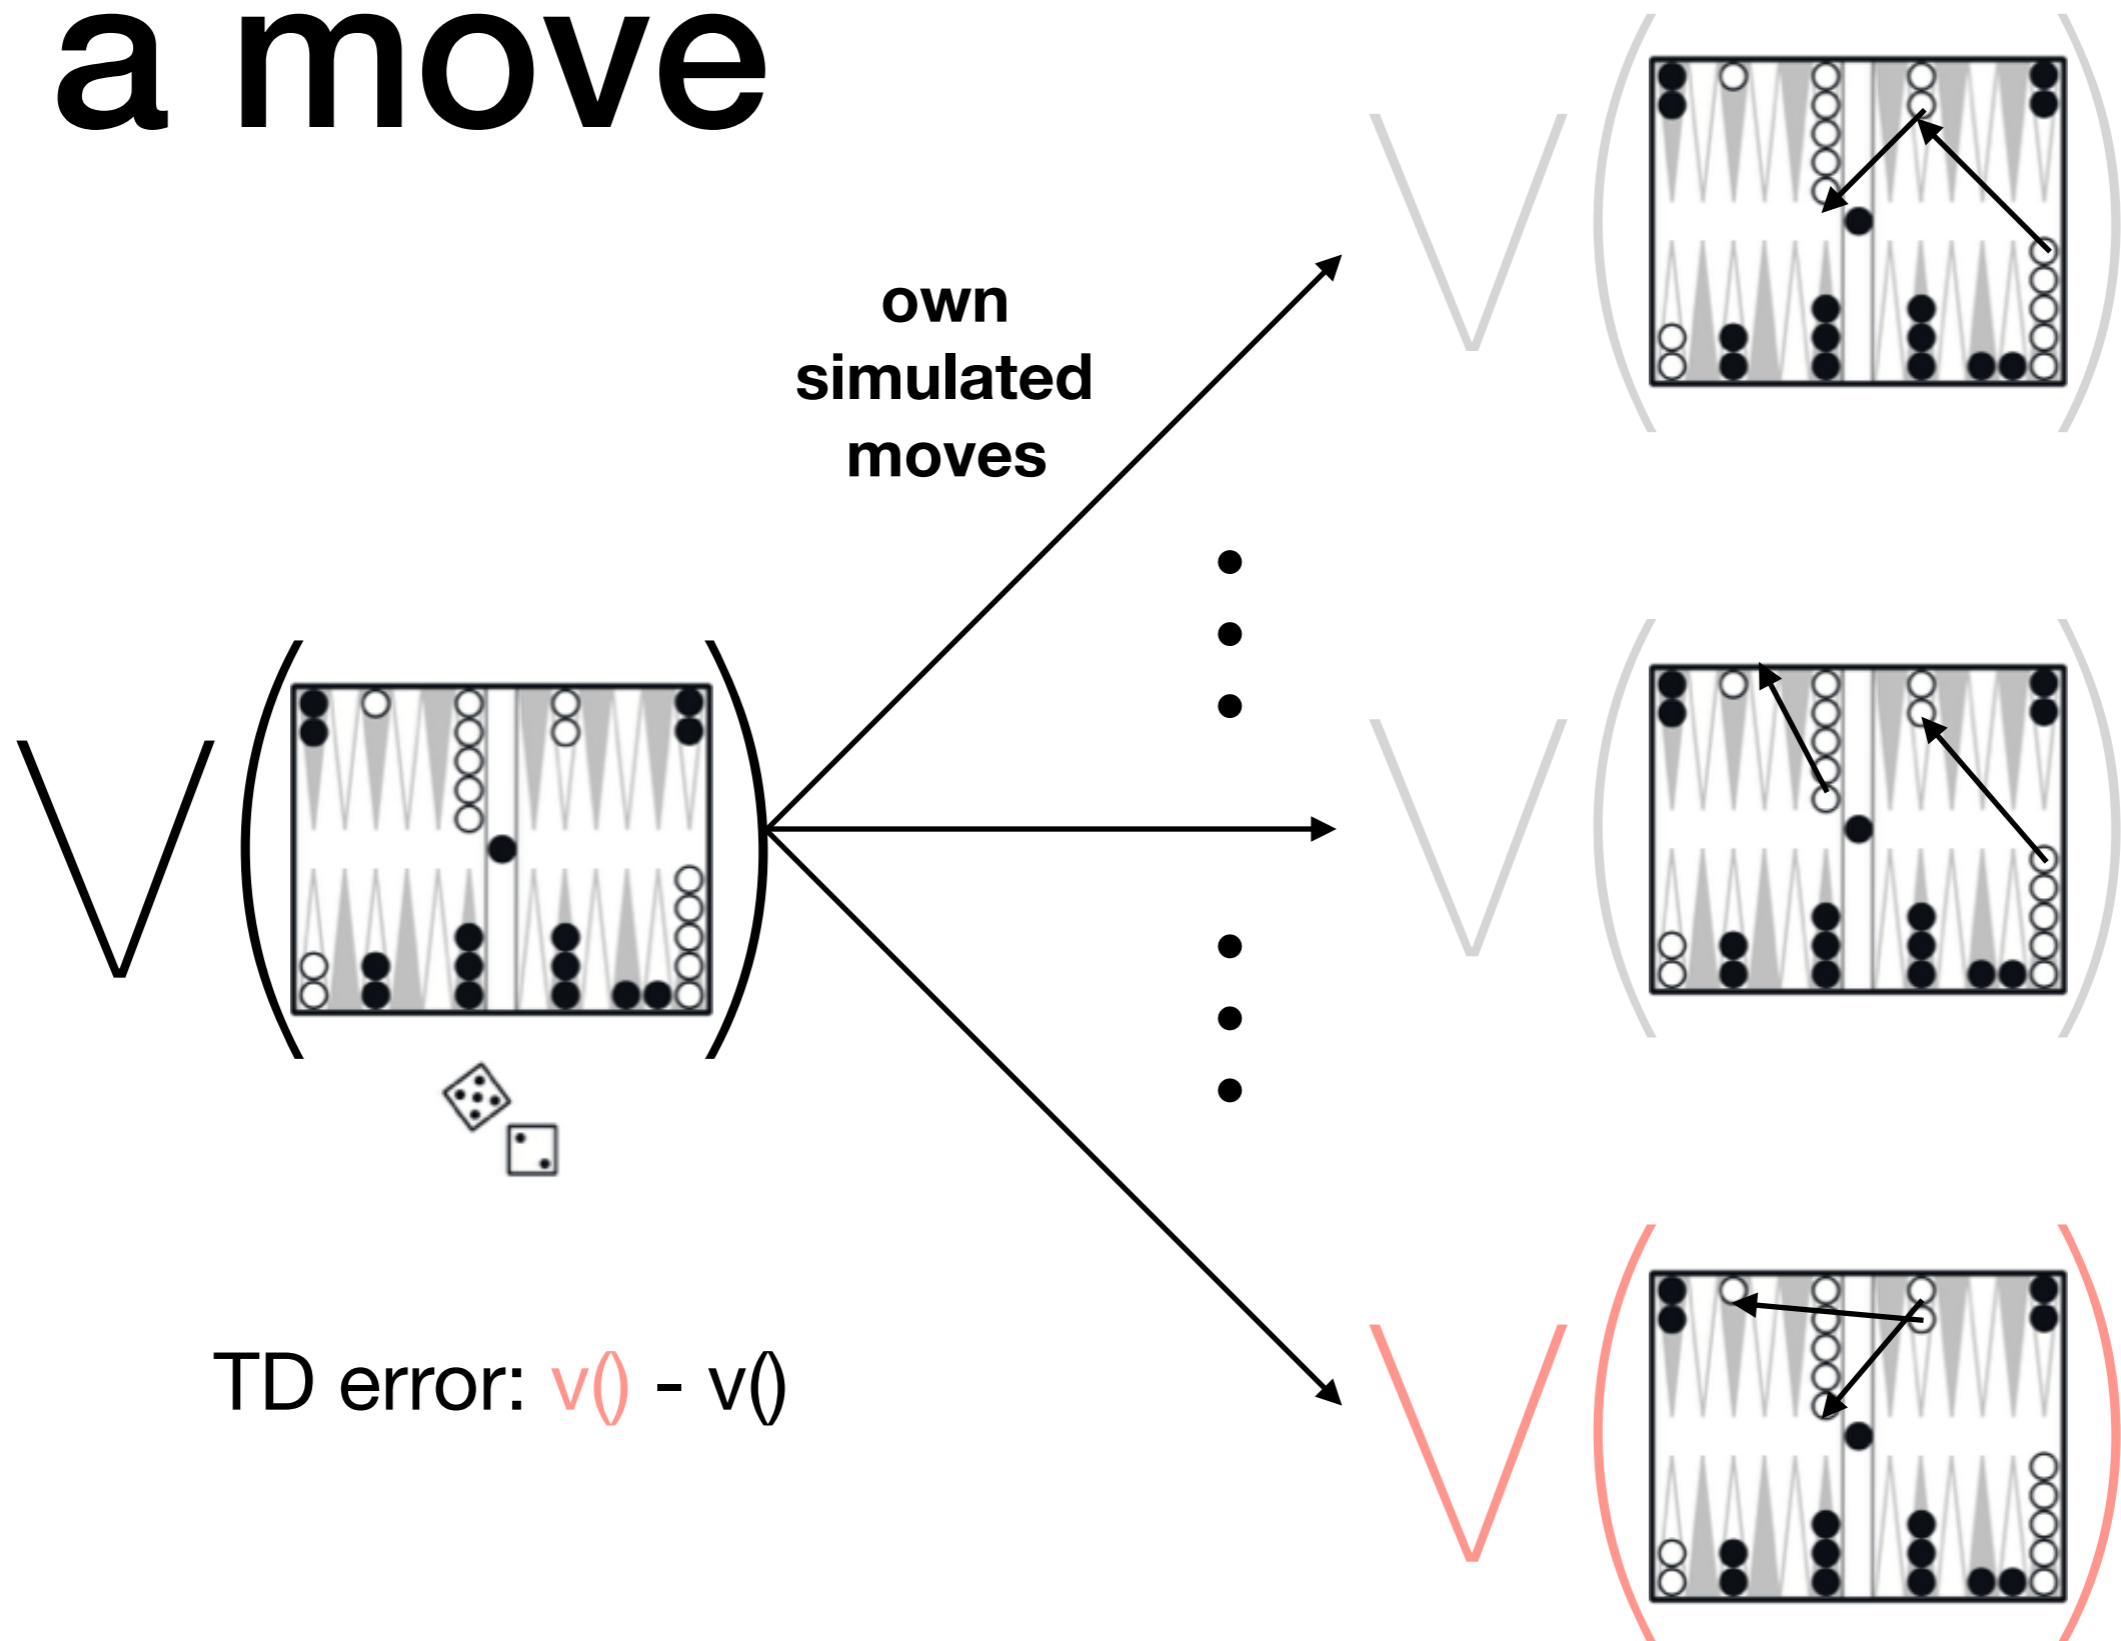 a move
own
simulated
moves
V
V
V
V
TD error: v() - v()